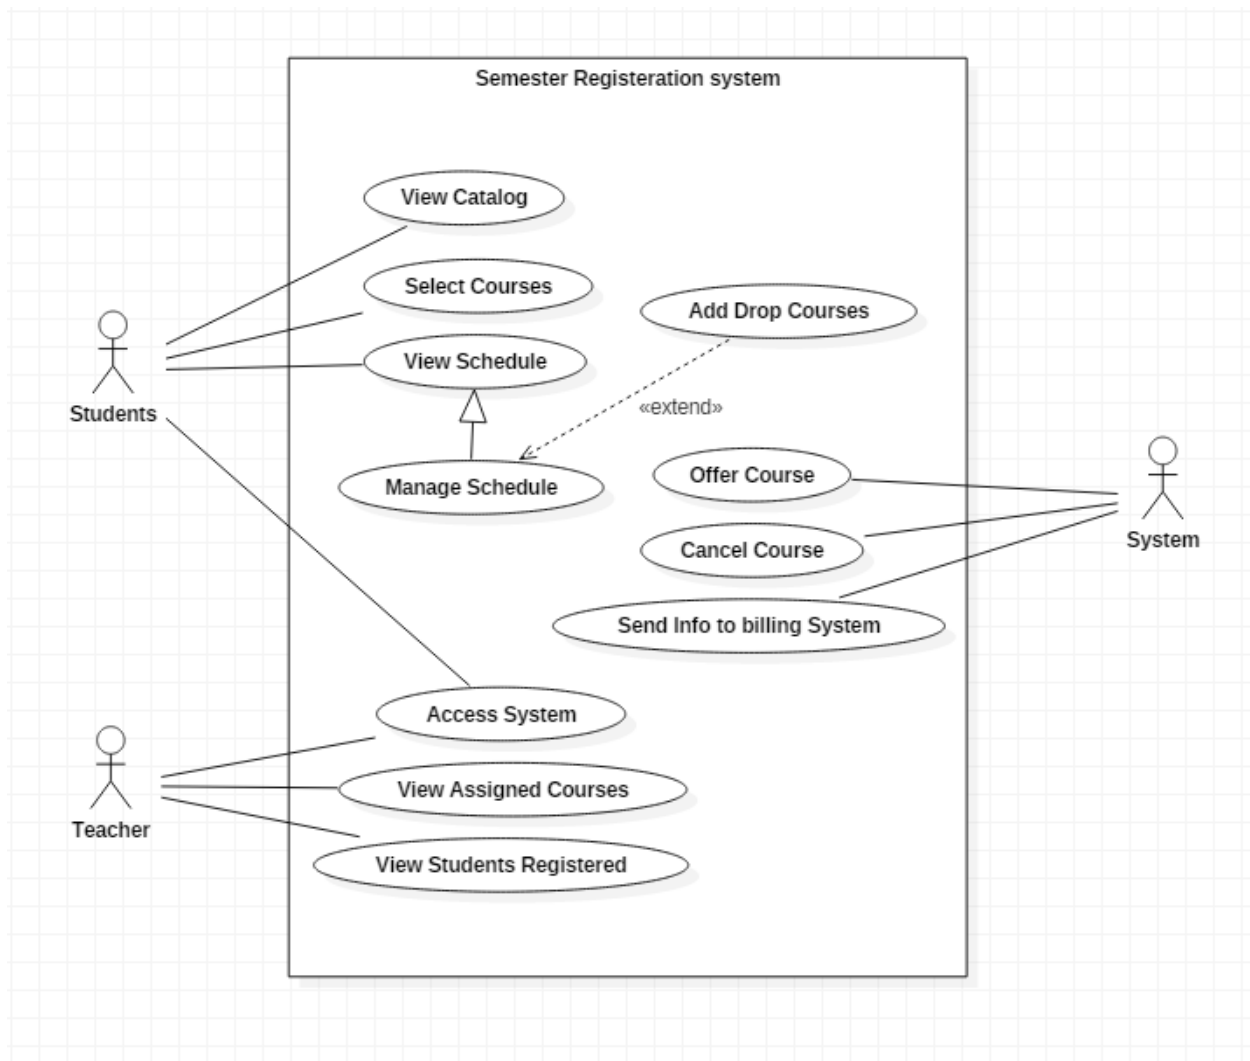 Semester Registeration system
View Catalog
Select Courses
Add Drop Courses
View Schedule
Students
«extend»
Manage Schedule
Offer Course
System
Cancel Course
Send Info to billing System
Access System
View Assigned Courses
Teacher
View Students Registered